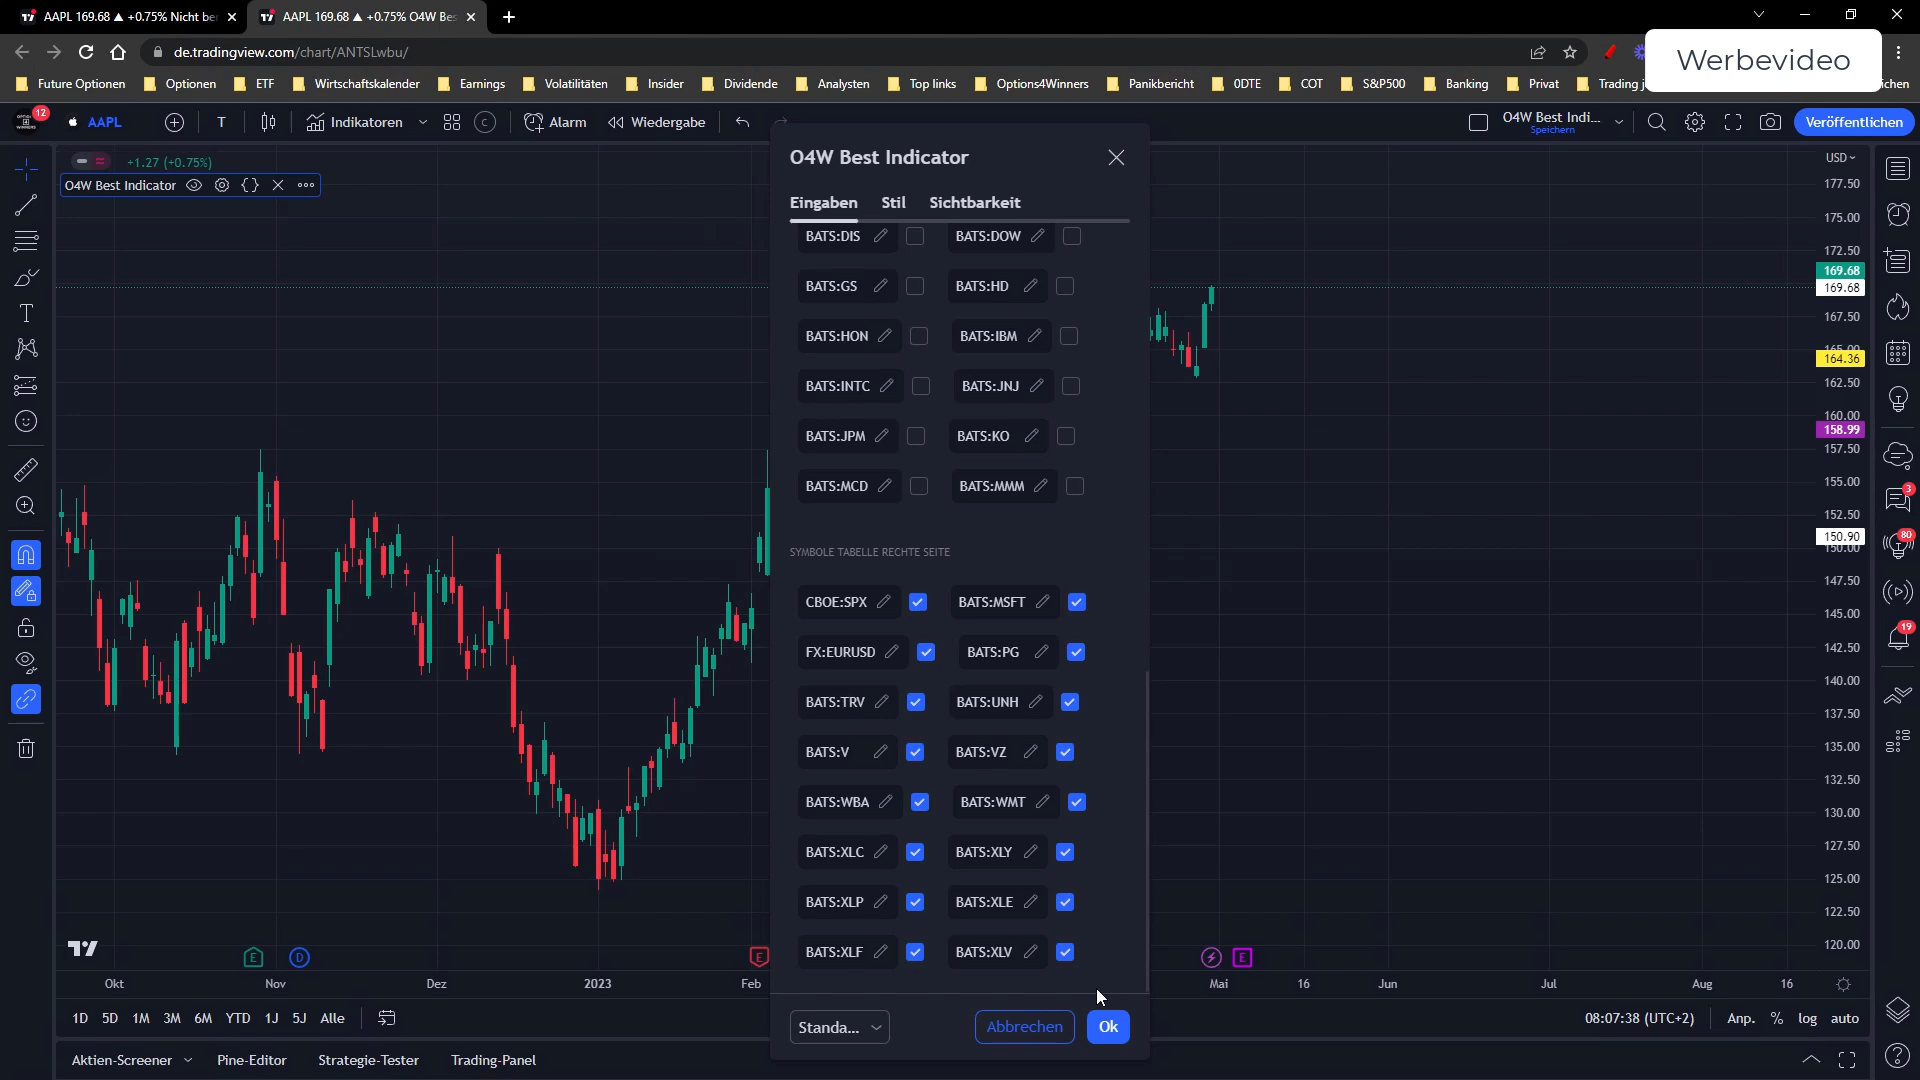 AAPL 169.68 ▲ +0.75% Nicht be
AAPL 169.68 ▲ +0.75% O4W Bes
de.tradingview.com/chart/ANTSLwbu/
Werbevideo
Future Optionen
Optionen
ETF
Wirtschaftskalender
Earnings
Volatilitäten
Insider
Dividende
Analysten
Top links
Options4Winners
Panikbericht
0DTE
COT
S&P500
Banking
Privat
Trading j
ichen
12
AAPL
T
Indikatoren
C
Alarm
Wiedergabe
O4W Best Indi...
Speichern
Veröffentlichen
+1.27 (+0.75%)
O4W Best Indicator
O4W Best Indicator
Eingaben Stil Sichtbarkeit
BATS:DIS BATS:DOW
BATS:GS BATS:HD
BATS:HON BATS:IBM
BATS:INTC BATS:JNJ
BATS:JPM BATS:KO
BATS:MCD BATS:MMM
SYMBOLE TABELLE RECHTE SEITE
CBOE:SPX BATS:MSFT
FX:EURUSD BATS:PG
BATS:TRV BATS:UNH
BATS:V BATS:VZ
BATS:WBA BATS:WMT
BATS:XLC BATS:XLY
BATS:XLP BATS:XLE
BATS:XLF BATS:XLV
Standa...
Abbrechen
Ok
USD
177.50
175.00
172.50
169.68
169.68
167.50
165.00
164.36
162.50
160.00
158.99
157.50
155.00
152.50
150.90
150.00
147.50
145.00
142.50
140.00
137.50
135.00
132.50
130.00
127.50
125.00
122.50
120.00
3
80
19
E
D
E
E
Okt Nov Dez 2023 Feb Mai 16 Jun Jul Aug 16
1D 5D 1M 3M 6M YTD 1J 5J Alle
08:07:38 (UTC+2) Anp. % log auto
Aktien-Screener Pine-Editor Strategie-Tester Trading-Panel